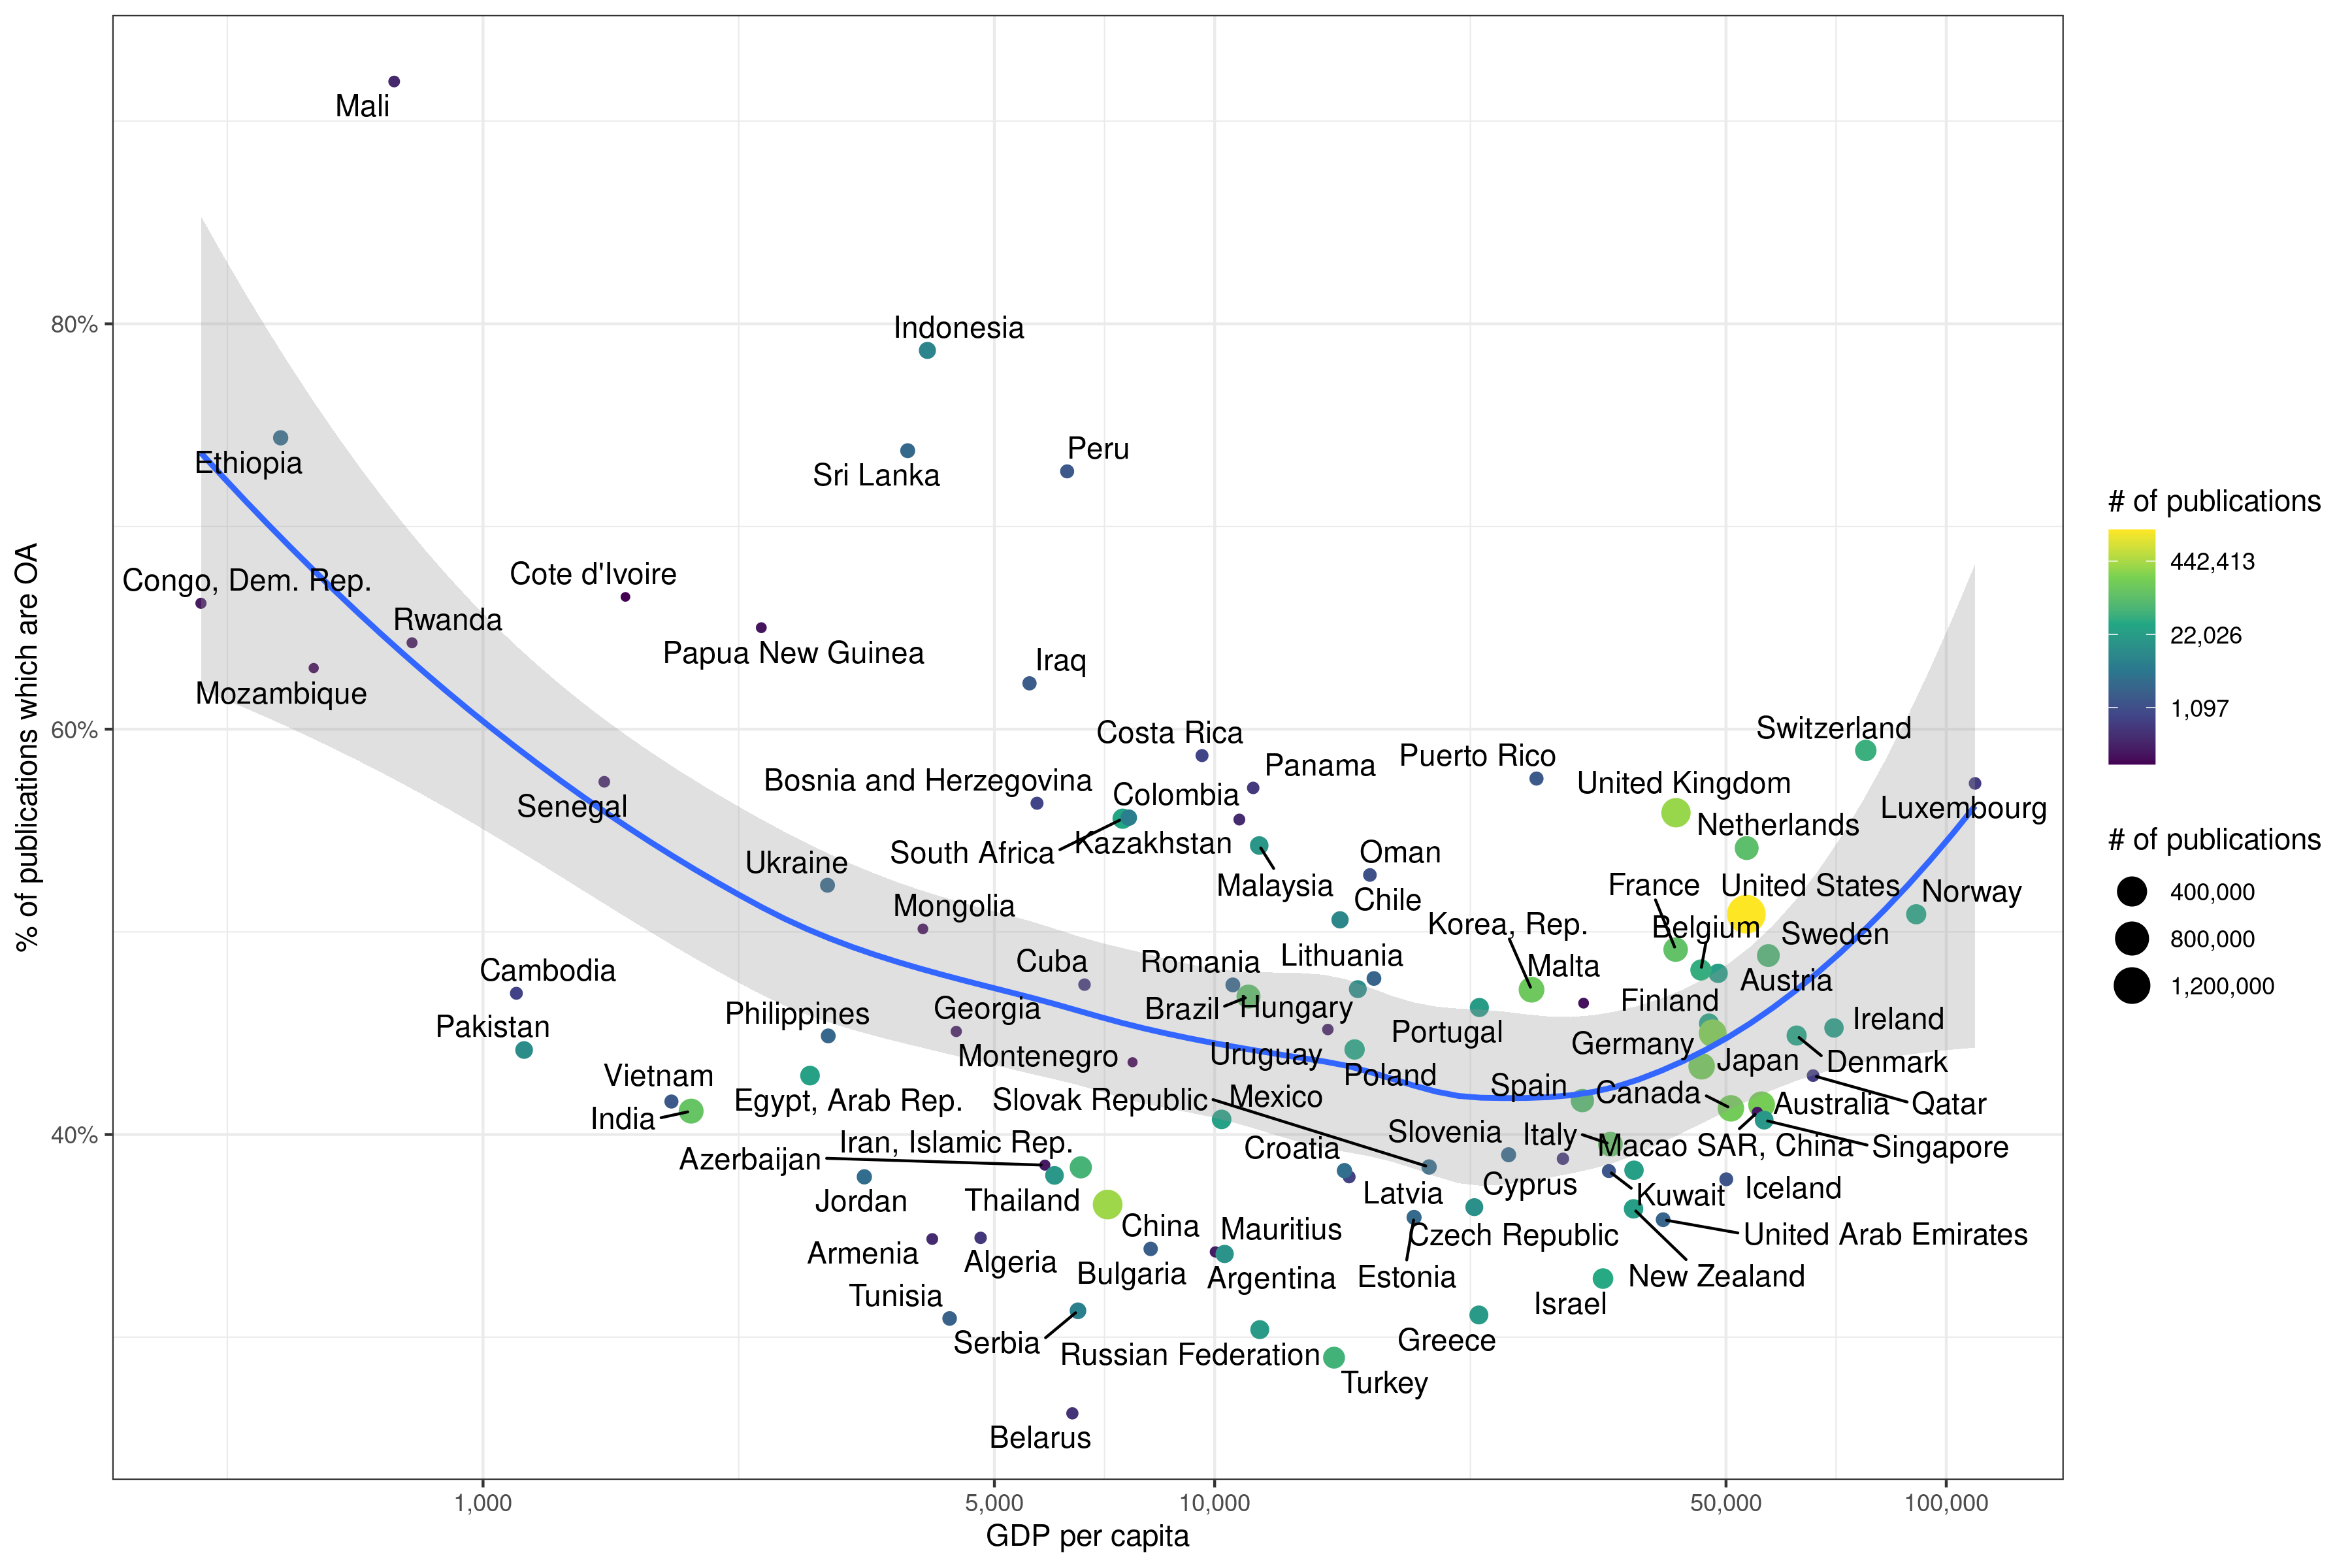 Mali
80%
Indonesia
Ethiopia
Sri Lanka
Peru
Congo, Dem. Rep.
Cote d'Ivoire
Rwanda
Papua New Guinea
Iraq
Mozambique
60%
Costa Rica
Switzerland
Puerto Rico
Panama
Bosnia and Herzegovina
United Kingdom
Colombia
Senegal
Luxembourg
Netherlands
South Africa
Kazakhstan
Oman
Ukraine
Malaysia
France
United States
Norway
Chile
Mongolia
Korea, Rep.
Belgium
Sweden
Cuba
Romania
Lithuania
Malta
Cambodia
Austria
Georgia
Brazil
Hungary
Finland
Philippines
Pakistan
Portugal
Ireland
Germany
Montenegro
Uruguay
Japan
Denmark
Vietnam
Poland
Spain
Canada
Egypt, Arab Rep.
Slovak Republic
Mexico
Australia
Qatar
India
40%
Iran, Islamic Rep.
Slovenia
Italy
Macao SAR, China
Singapore
Croatia
Azerbaijan
Jordan
Thailand
Latvia
Cyprus
Kuwait
Iceland
China
Mauritius
Czech Republic
United Arab Emirates
Armenia
Algeria
Bulgaria
Argentina
Estonia
New Zealand
Tunisia
Israel
Serbia
Russian Federation
Greece
Turkey
Belarus
1,000
5,000
10,000
50,000
100,000
GDP per capita
% of publications which are OA
# of publications
442,413
22,026
1,097
# of publications
400,000
800,000
1,200,000